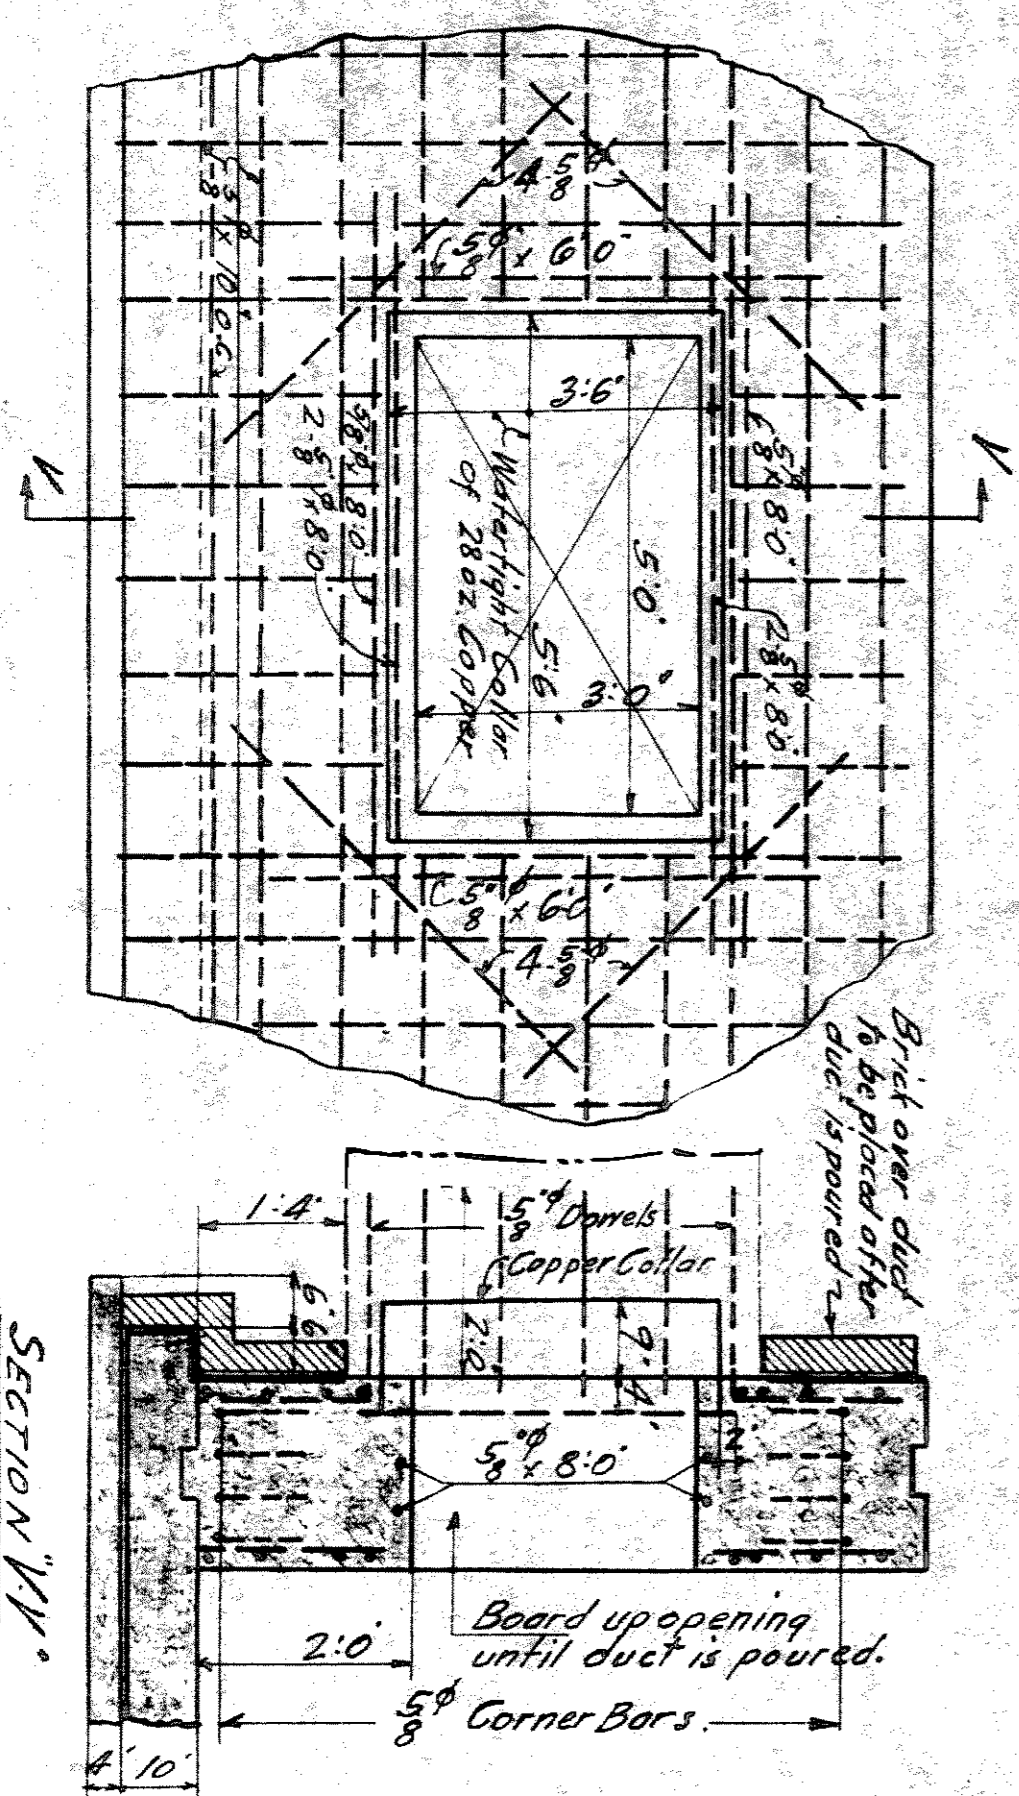 4-5/8"φ
5/8"φ x 6'0"
5-5/8"φ x 10'0"
3'-6"
5'-0"
Watertight Collar
of 28 oz. Copper
5'-6"
3'-0"
5/8"φ x 8'-0"
2-5/8"φ x 8'0"
5/8"φ x 8'-0"
2-5/8"φ x 8'0"
5/8"φ x 6'-0"
4-5/8"φ
V
V
Brick over duct
to be placed after
duct is poured
1'-4"
5/8"φ Dowels
Copper Collar
6"
6"
2'-0"
9"
4"
2"
5/8"φ x 8'-0"
Board up opening
until duct is poured.
2'-0"
5/8"φ Corner Bars.
4"
10"
SECTION "V-V"